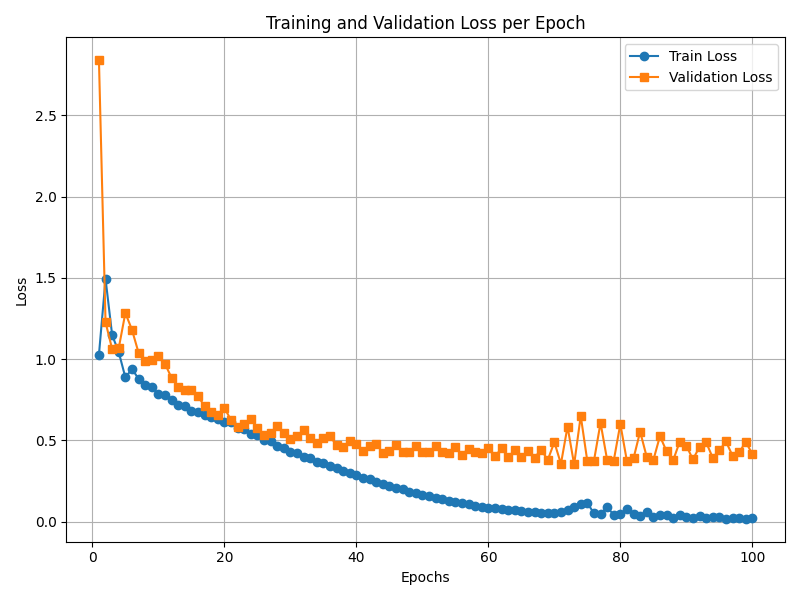 Training and Validation Loss per Epoch
Train Loss
Validation Loss
2.5
2.0
1.5
1.0
0.5
0.0
Loss
0 20 40 60 80 100
Epochs